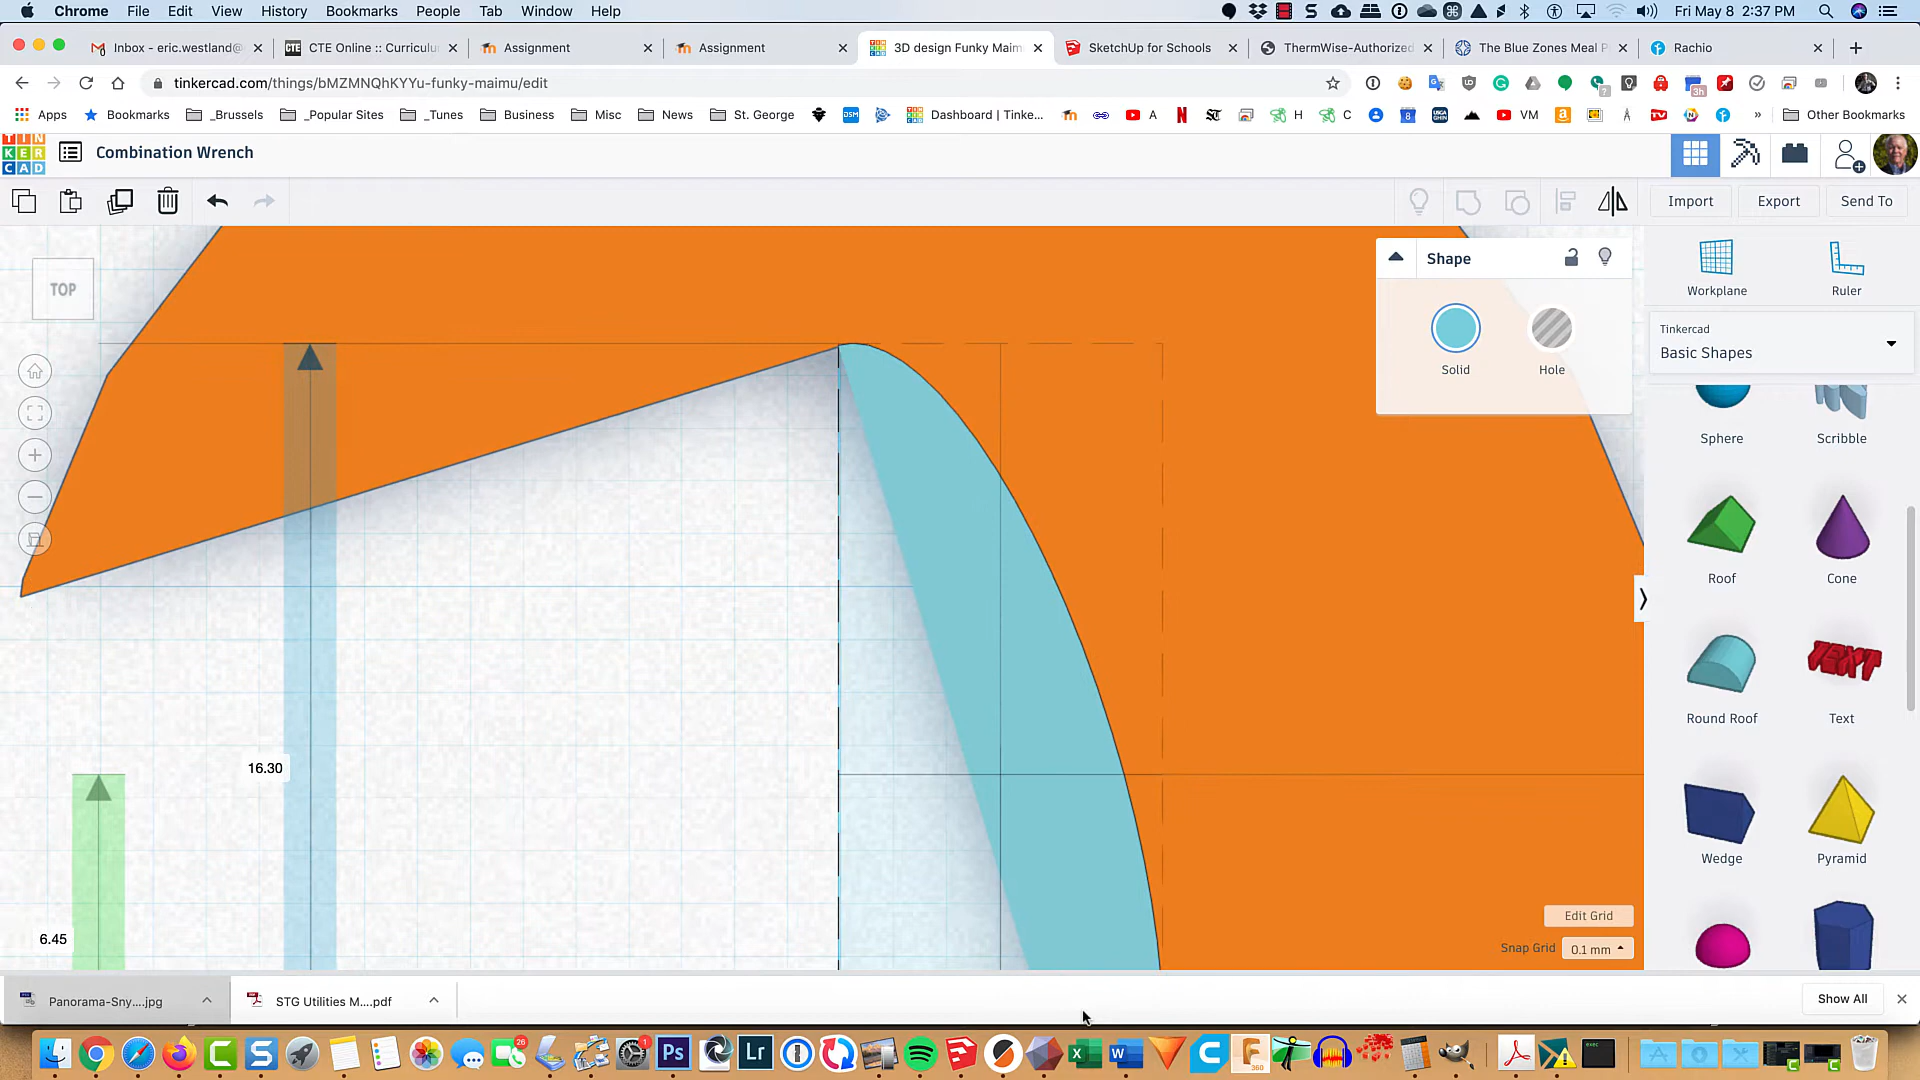 Chrome File Edit View History Bookmarks People Tab Window Help Fri May 8 2:37 PM
Inbox - eric.westland@ CTE Online :: Curriculu Assignment Assignment 3D design Funky Maim SketchUp for Schools ThermWise-Authorized The Blue Zones Meal P Rachio
tinkercad.com/things/bMZMNQhKYYu-funky-maimu/edit
Apps Bookmarks _Brussels _Popular Sites _Tunes Business Misc News St. George Dashboard | Tinke... A H C VM » Other Bookmarks
TIN
KER
CAD
Combination Wrench
Import Export Send To
TOP
Shape
Solid Hole
Workplane Ruler
Tinkercad
Basic Shapes
Sphere Scribble
Roof Cone
Round Roof Text
Wedge Pyramid
16.30
6.45
Edit Grid
Snap Grid 0.1 mm
Panorama-Sny....jpg STG Utilities M....pdf Show All